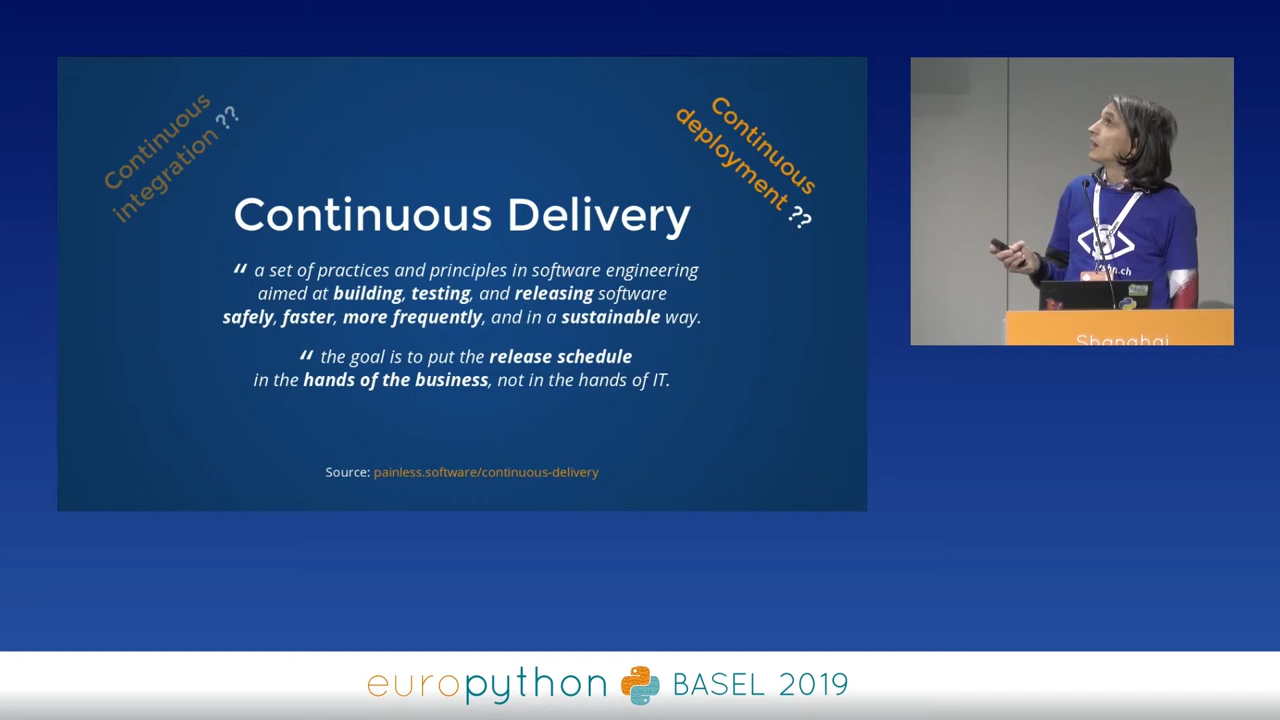 Continuous
integration ??
Continuous
deployment ??
Continuous Delivery
“ a set of practices and principles in software engineering
aimed at building, testing, and releasing software
safely, faster, more frequently, and in a sustainable way.
“ the goal is to put the release schedule
in the hands of the business, not in the hands of IT.
Source: painless.software/continuous-delivery
Shanghai
europython BASEL 2019